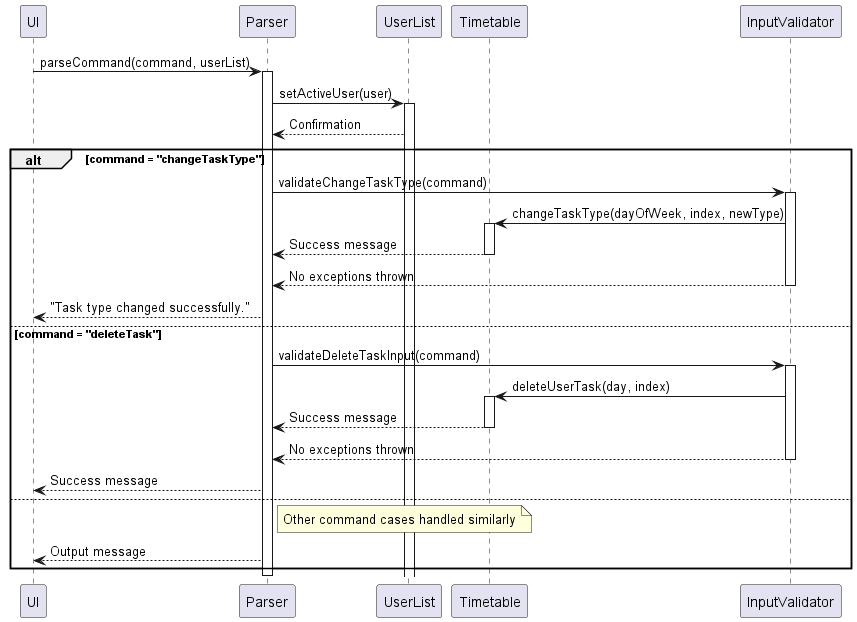 UI Parser UserList Timetable InputValidator
parseCommand(command, userList)
setActiveUser(user)
Confirmation
alt [command = "changeTaskType"]
validateChangeTaskType(command)
changeTaskType(dayOfWeek, index, newType)
Success message
No exceptions thrown
"Task type changed successfully."
[command = "deleteTask"]
validateDeleteTaskInput(command)
deleteUserTask(day, index)
Success message
No exceptions thrown
Success message
Other command cases handled similarly
Output message
UI Parser UserList Timetable InputValidator